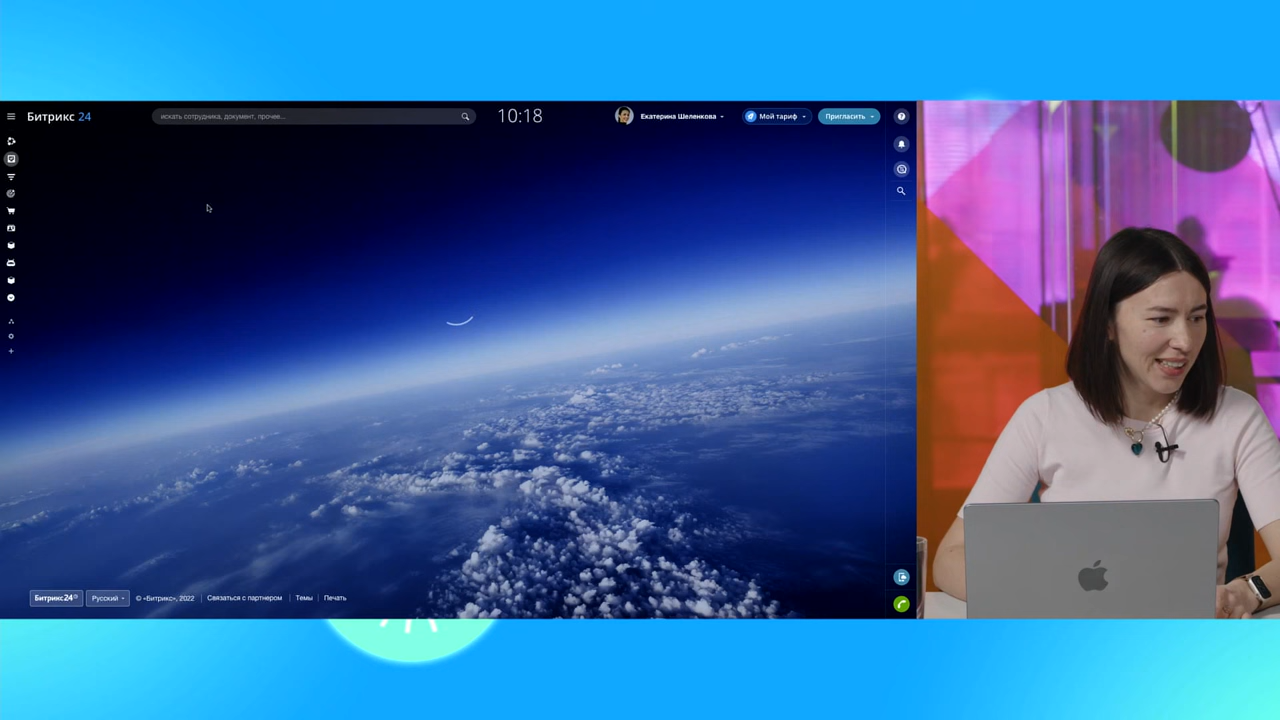 Битрикс 24
искать сотрудника, документ, прочее...
10:18
Екатерина Шеленкова
Мой тариф
Пригласить
Битрикс24
Русский
© «Битрикс», 2022
Связаться с партнером
Темы
Печать